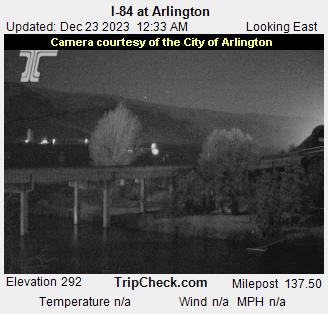 I-84 at Arlington
Updated: Dec 23 2023 12:33 AM Looking East
Camera courtesy of the City of Arlington
Elevation 292 TripCheck.com Milepost 137.50
Temperature n/a Wind n/a MPH n/a